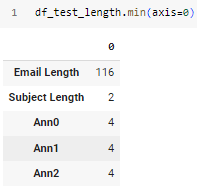 1 df_test_length.min(axis=0)
0
Email Length 116
Subject Length 2
Ann0 4
Ann1 4
Ann2 4